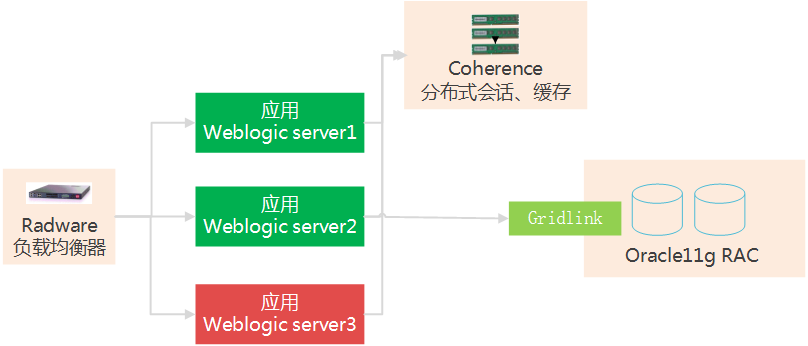 Coherence
分布式会话、缓存
应用
Weblogic server1
Radware
负载均衡器
应用
Weblogic server2
Gridlink
Oracle11g RAC
应用
Weblogic server3